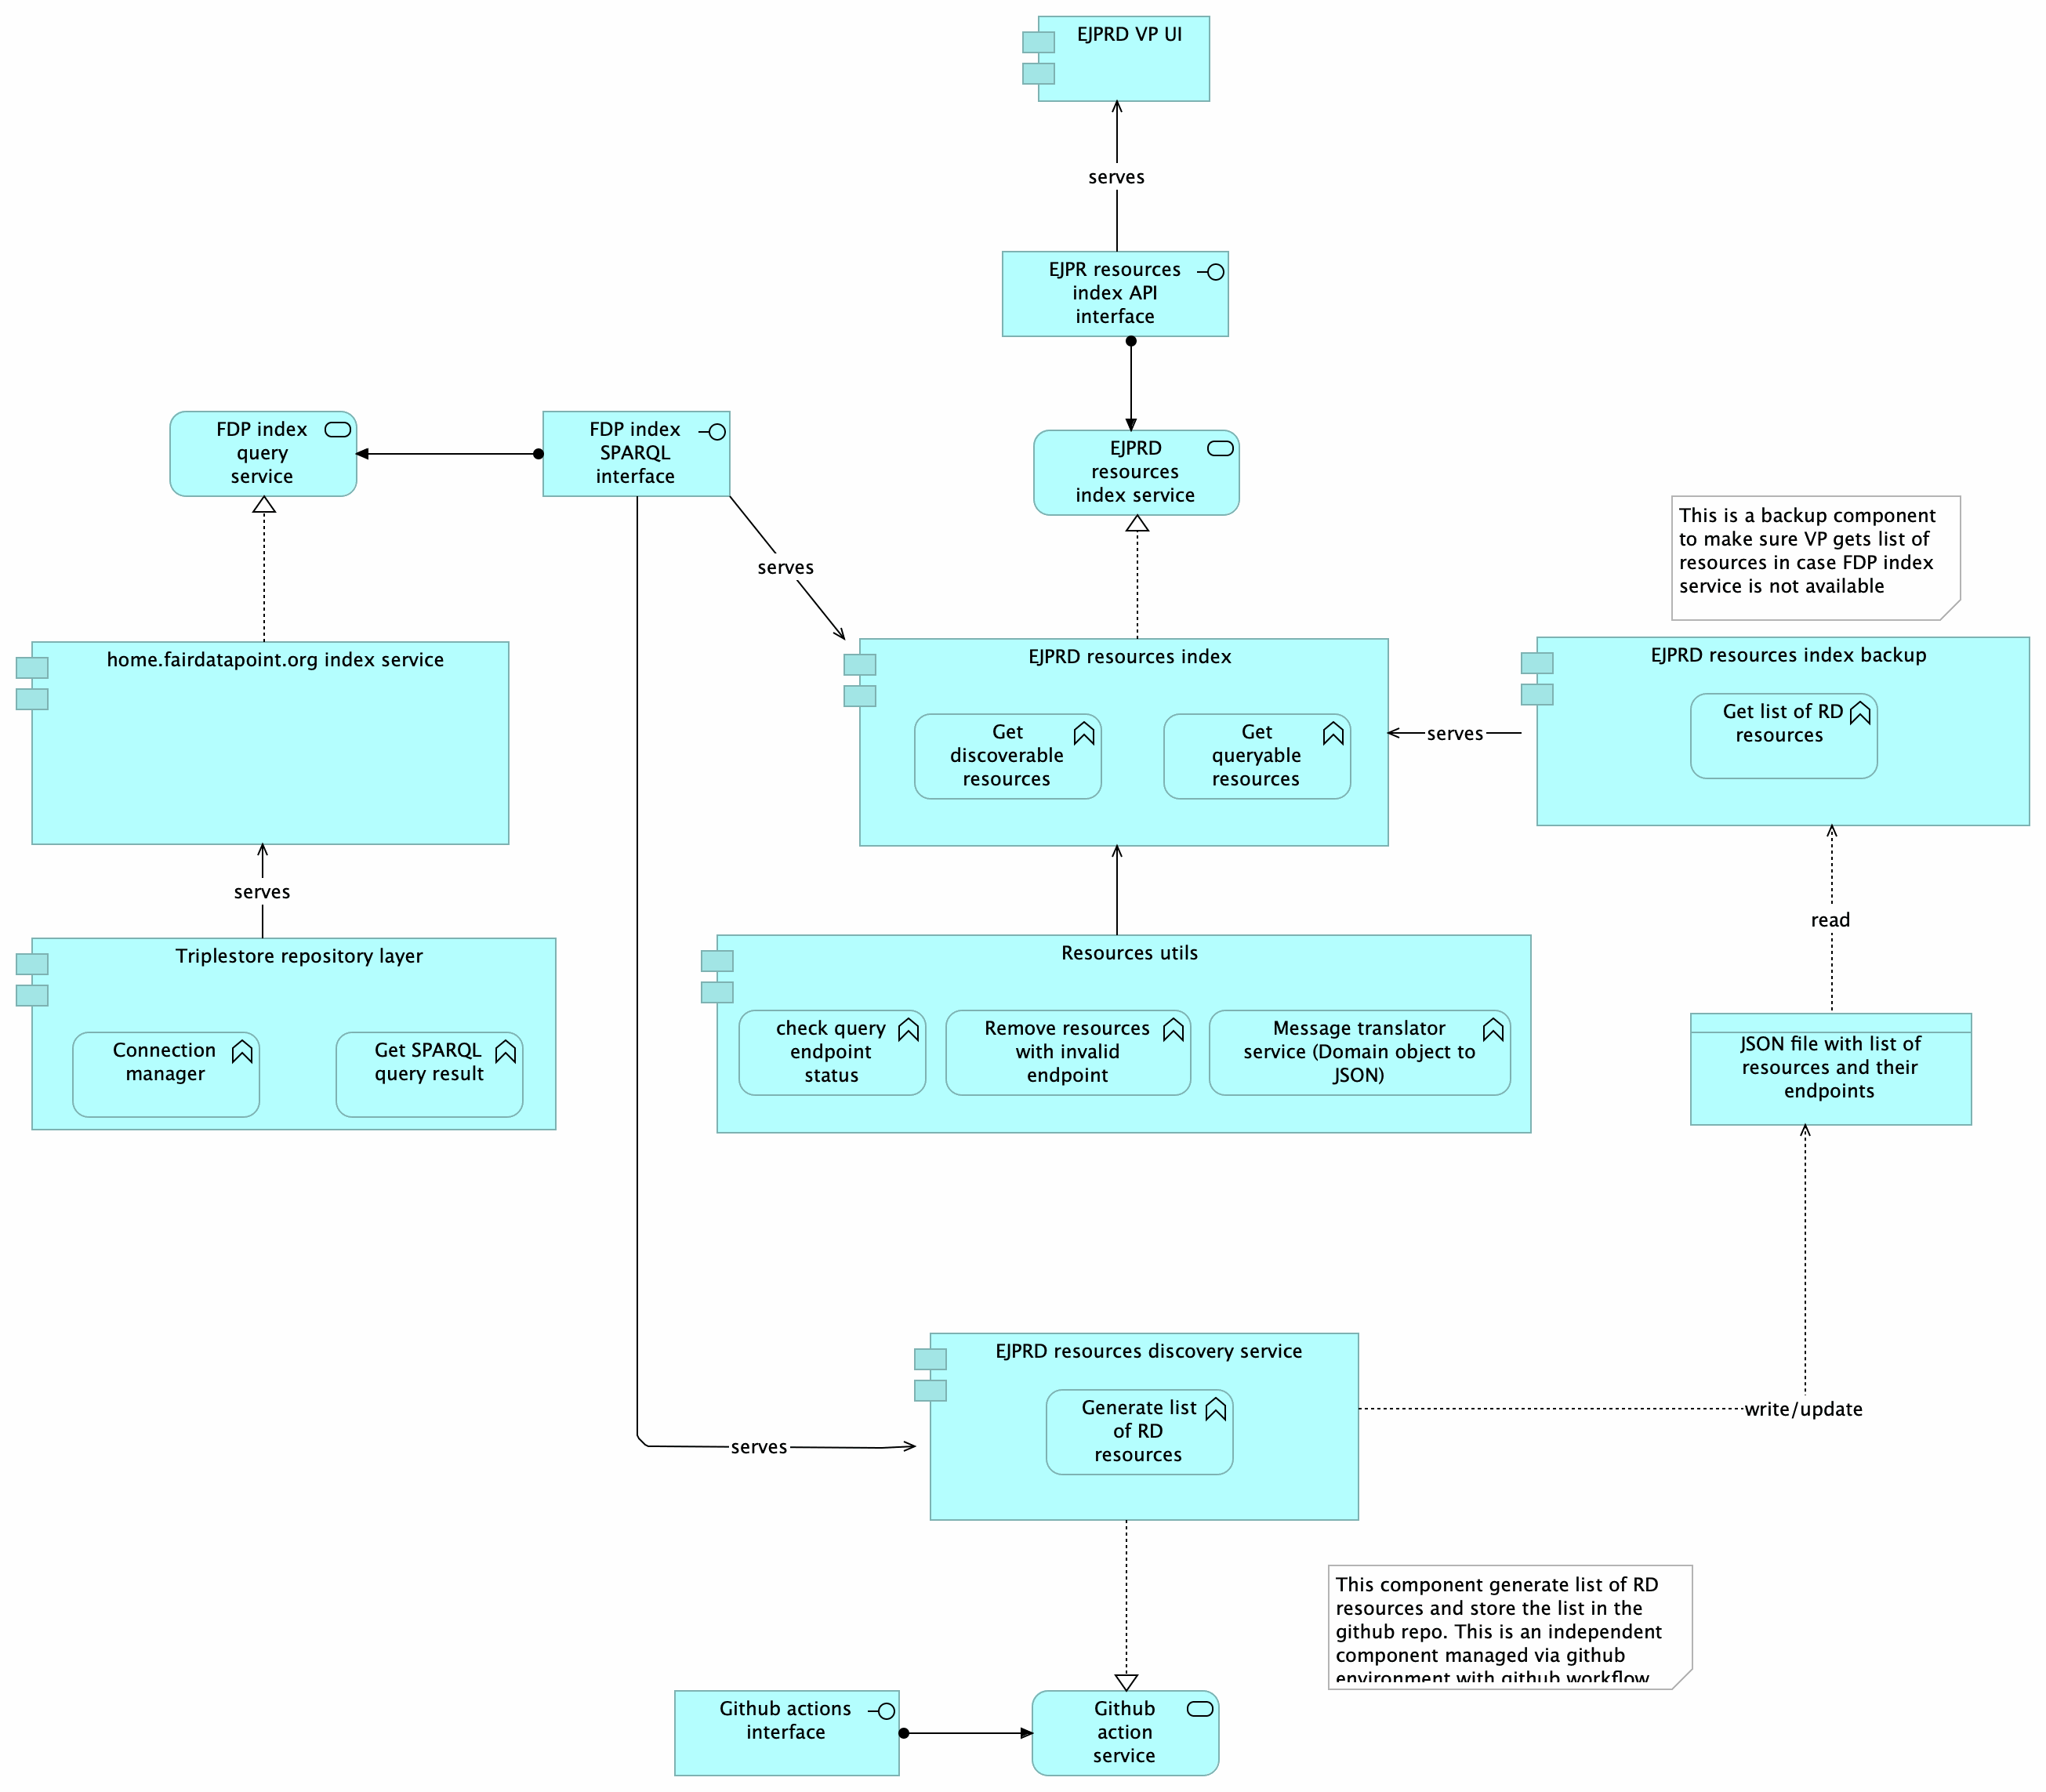 EJPRD VP UI
serves
EJPR resources
index API
interface
FDP index
query
service
FDP index
SPARQL
interface
EJPRD
resources
index service
serves
This is a backup component
to make sure VP gets list of
resources in case FDP index
service is not available
home.fairdatapoint.org index service
EJPRD resources index
Get
discoverable
resources
Get
queryable
resources
serves
EJPRD resources index backup
Get list of RD
resources
serves
read
Triplestore repository layer
Connection
manager
Get SPARQL
query result
Resources utils
check query
endpoint
status
Remove resources
with invalid
endpoint
Message translator
service (Domain object to
JSON)
JSON file with list of
resources and their
endpoints
EJPRD resources discovery service
Generate list
of RD
resources
write/update
serves
This component generate list of RD
resources and store the list in the
github repo. This is an independent
component managed via github
environment with github workflow
Github actions
interface
Github
action
service